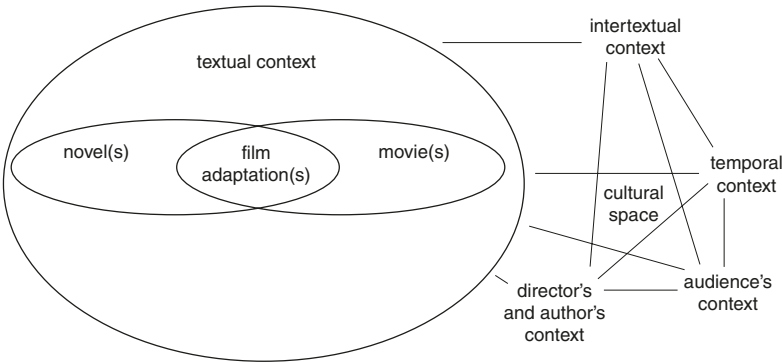 intertextual
context
textual context
novel(s)
film
adaptation(s)
movie(s)
temporal
context
cultural
space
director’s
and author’s
context
audience’s
context